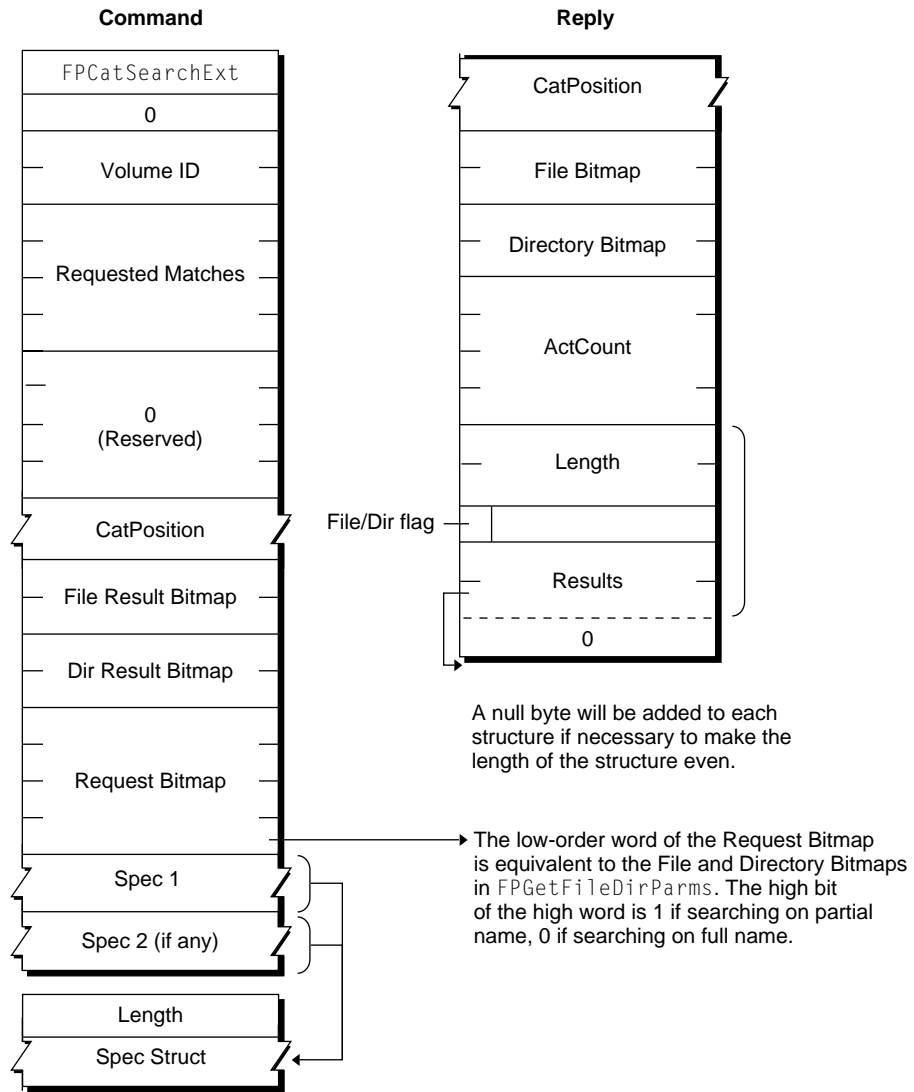 Command
FPCatSearchExt
0
Volume ID
Requested Matches
0
(Reserved)
CatPosition
File Result Bitmap
Dir Result Bitmap
Request Bitmap
Spec 1
Spec 2 (if any)
Length
Spec Struct
Reply
CatPosition
File Bitmap
Directory Bitmap
ActCount
Length
File/Dir flag
Results
0
A null byte will be added to each
structure if necessary to make the
length of the structure even.
The low-order word of the Request Bitmap
is equivalent to the File and Directory Bitmaps
in FPGetFileDirParms. The high bit
of the high word is 1 if searching on partial
name, 0 if searching on full name.